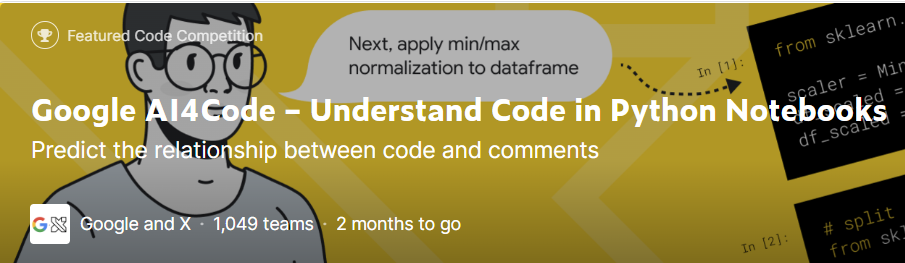 Featured Code Competition
Next, apply min/max
normalization to dataframe
In [1]:
from sklearn.
scaler = Min
df_scaled =
Google AI4Code – Understand Code in Python Notebooks
Predict the relationship between code and comments
Google and X · 1,049 teams · 2 months to go
In [2]:
# split
from skl